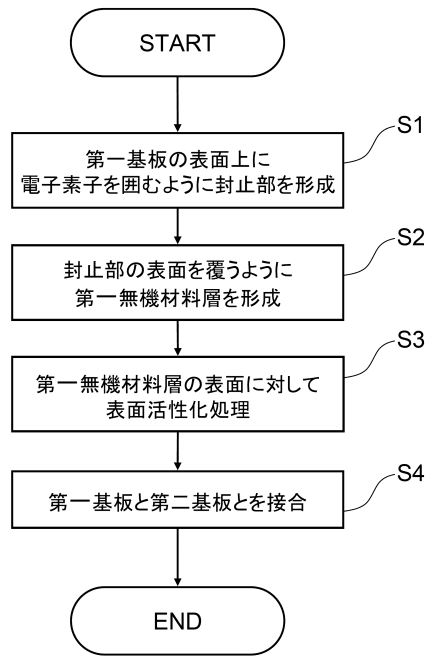 START
S1
第一基板の表面上に
電子素子を囲むように封止部を形成
S2
封止部の表面を覆うように
第一無機材料層を形成
S3
第一無機材料層の表面に対して
表面活性化処理
S4
第一基板と第二基板とを接合
END